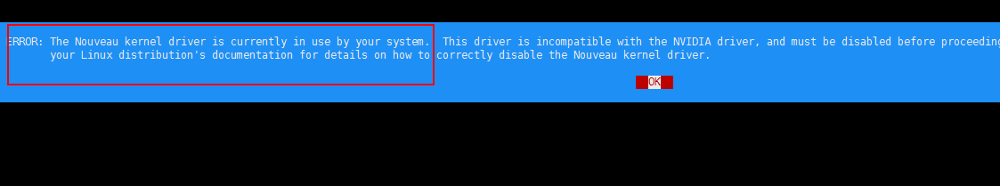 ERROR: The Nouveau kernel driver is currently in use by your system.  This driver is incompatible with the NVIDIA driver, and must be disabled before proceeding
your Linux distribution's documentation for details on how to correctly disable the Nouveau kernel driver.
OK